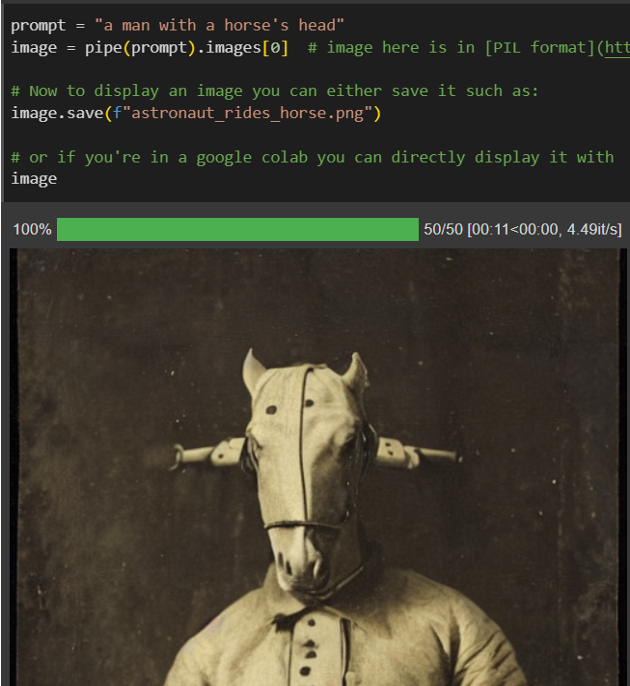 prompt = "a man with a horse's head"
image = pipe(prompt).images[0]  # image here is in [PIL format](htt
# Now to display an image you can either save it such as:
image.save(f"astronaut_rides_horse.png")
# or if you're in a google colab you can directly display it with
image
100% 50/50 [00:11<00:00, 4.49it/s]